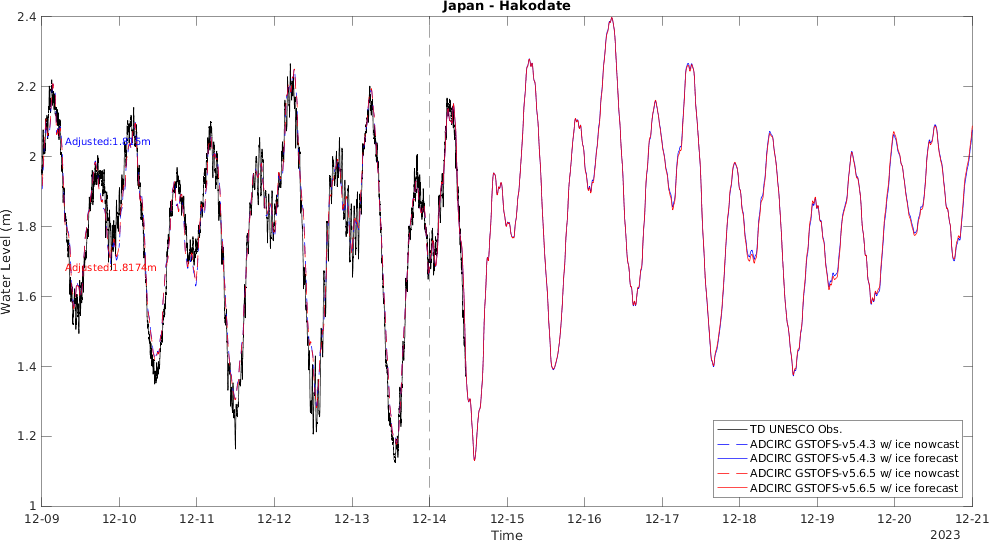 Japan - Hakodate
2.4
2.2
2
1.8
1.6
1.4
1.2
1
Water Level (m)
Adjusted:1.8174m
12-09
12-10
12-11
12-12
12-13
12-14
12-15
12-16
12-17
12-18
12-19
12-20
12-21
Time
2023
TD UNESCO Obs.
ADCIRC GSTOFS-v5.4.3 w/ ice nowcast
ADCIRC GSTOFS-v5.4.3 w/ ice forecast
ADCIRC GSTOFS-v5.6.5 w/ ice nowcast
ADCIRC GSTOFS-v5.6.5 w/ ice forecast